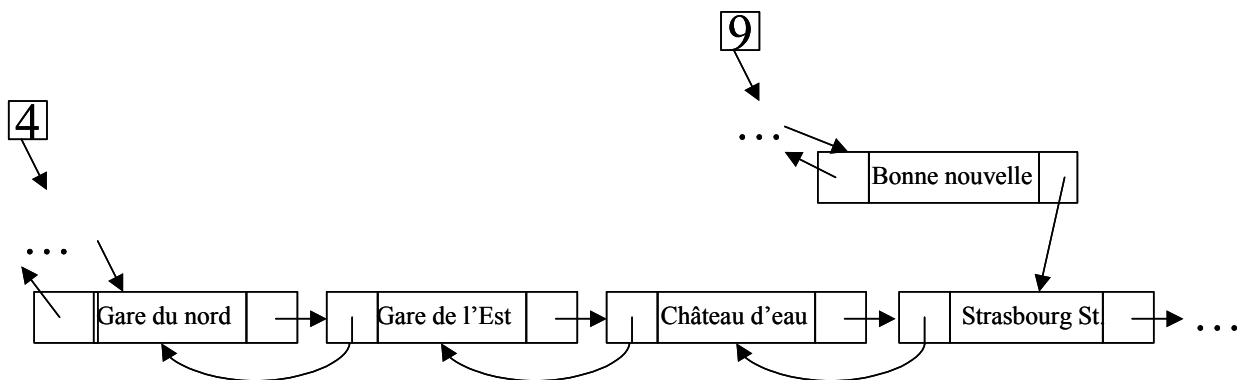 9
4
...
Bonne nouvelle
...
Gare du nord
Gare de l’Est
Château d’eau
Strasbourg St.
...